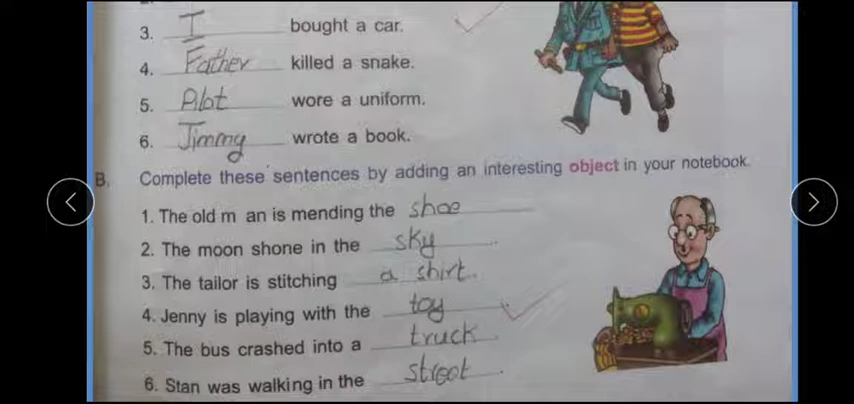 3. I bought a car.
4. Father killed a snake.
5. Pilot wore a uniform.
6. Jimmy wrote a book.
B. Complete these sentences by adding an interesting object in your notebook.
1. The old m an is mending the shoe
2. The moon shone in the sky.
3. The tailor is stitching a shirt.
4. Jenny is playing with the toy
5. The bus crashed into a truck.
6. Stan was walking in the street.